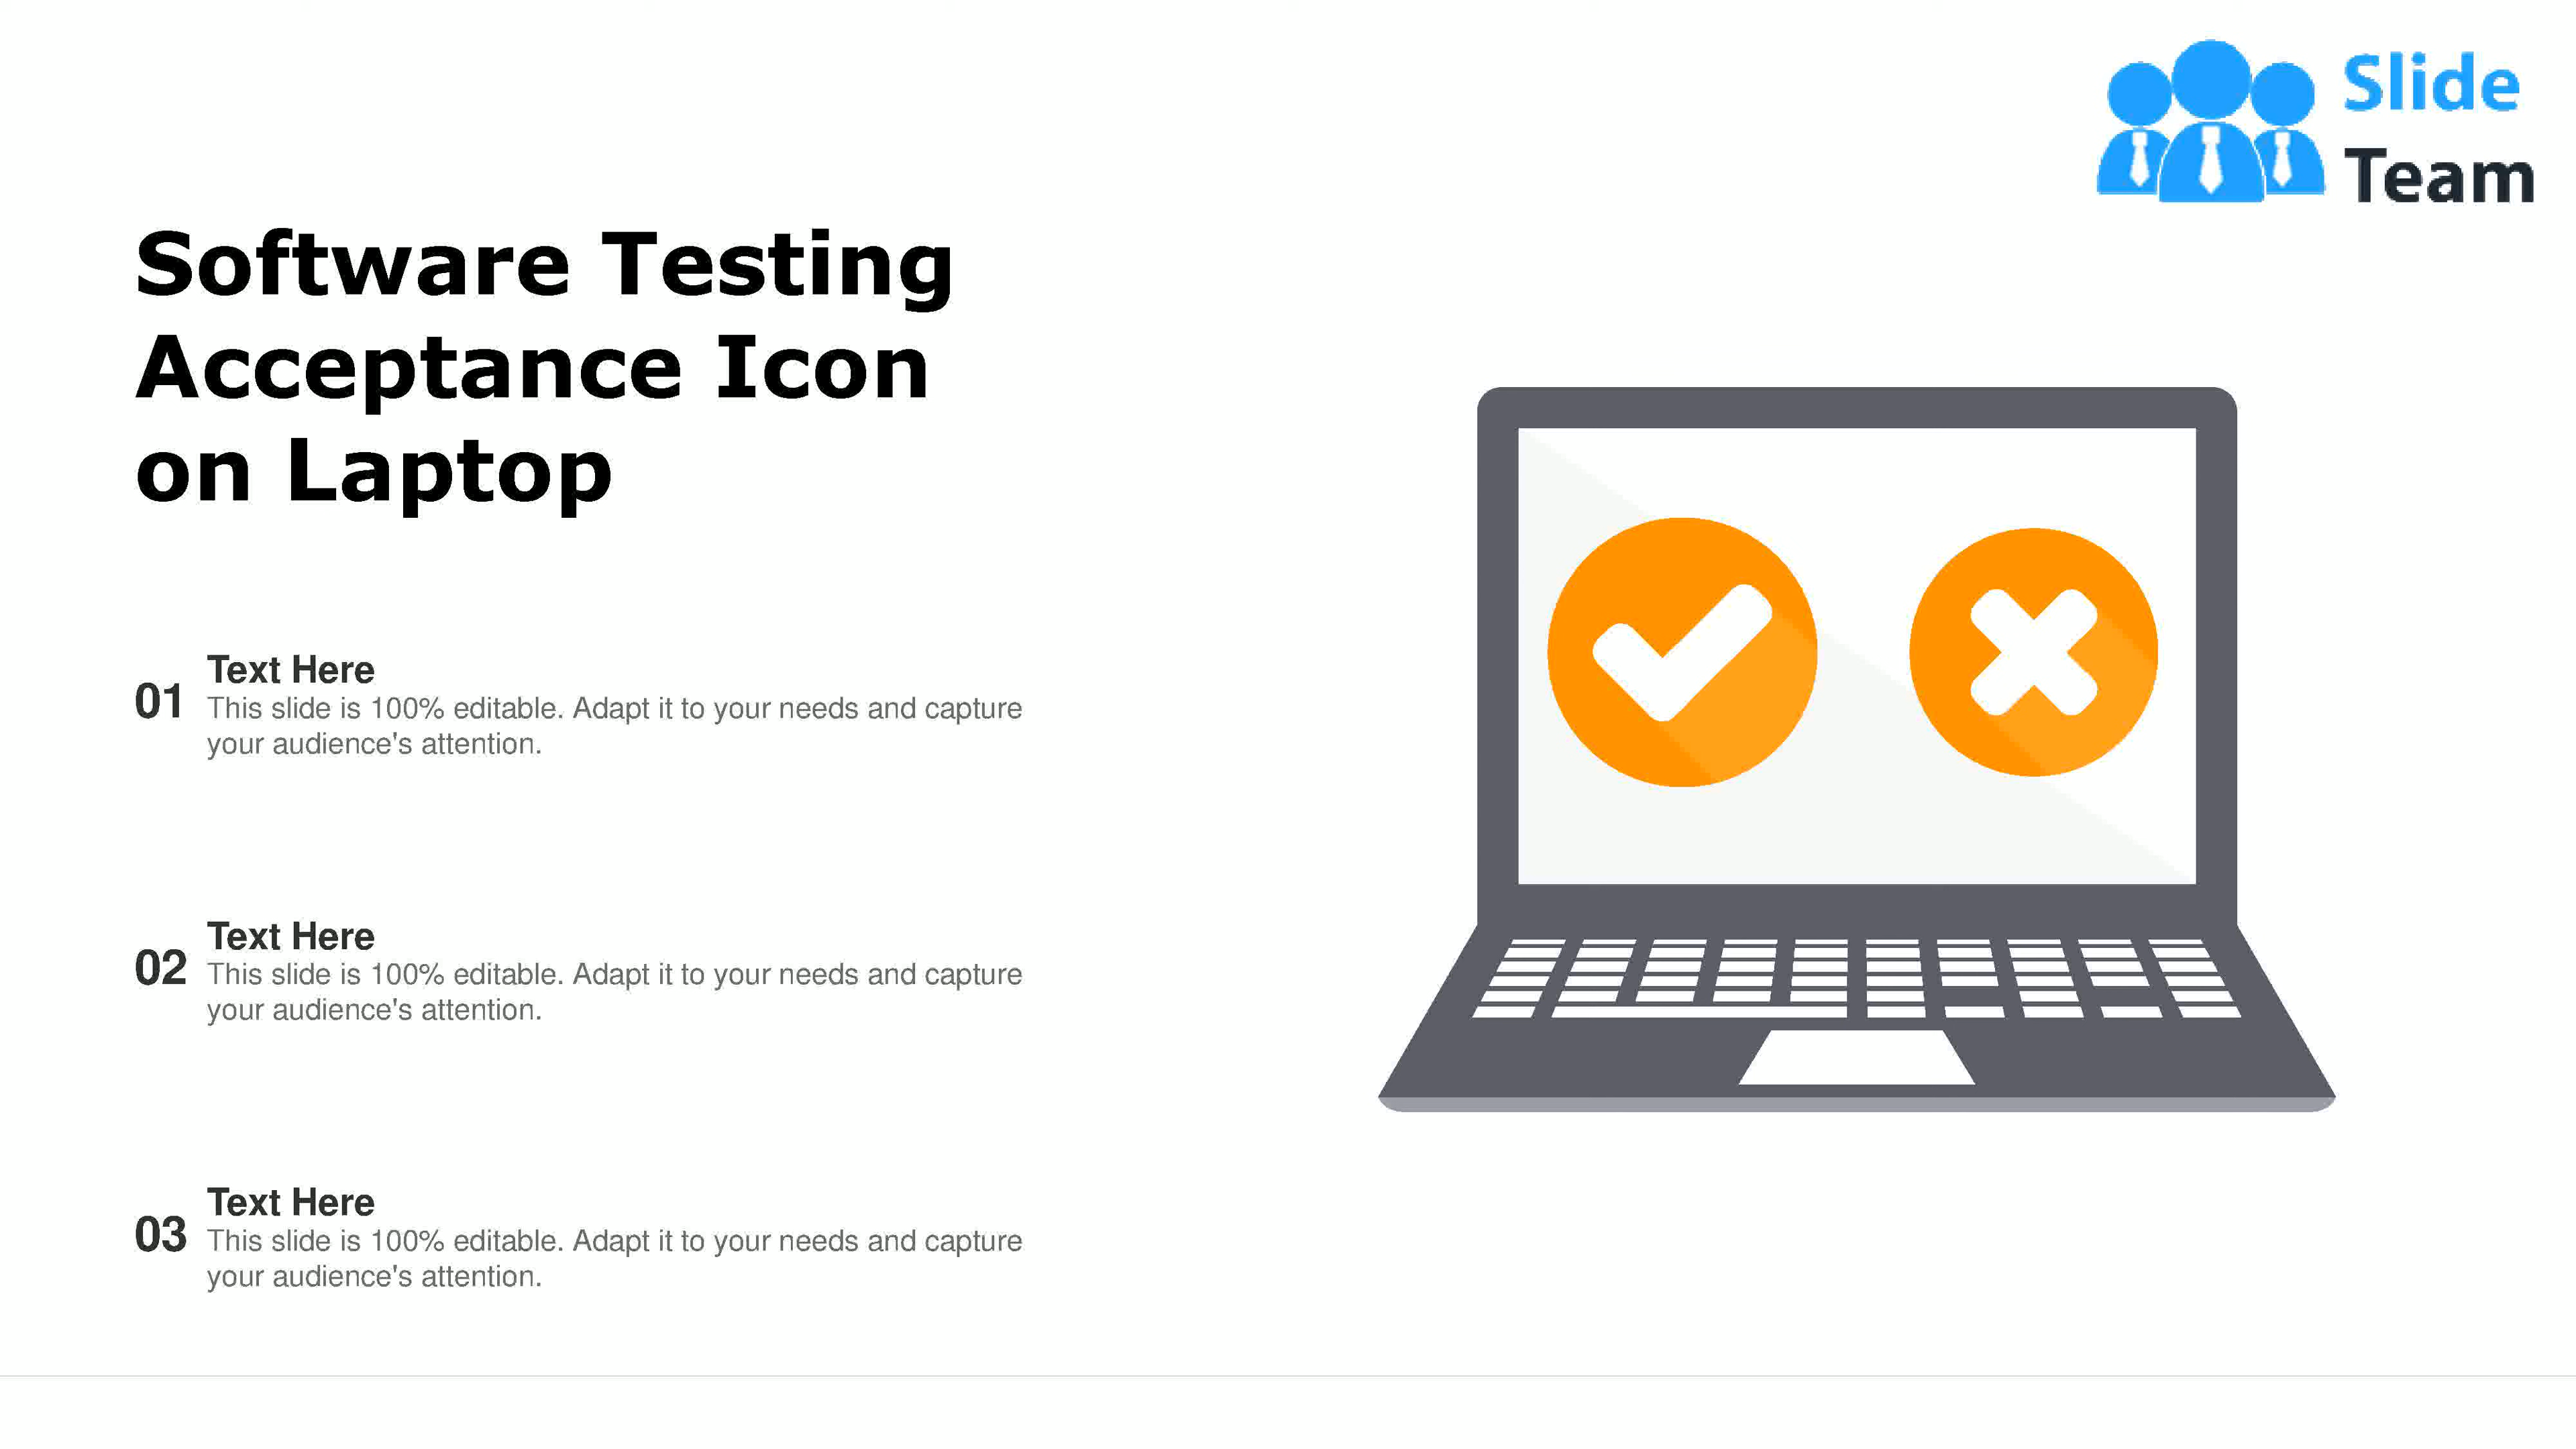 Slide
Team
Software Testing
Acceptance Icon
on Laptop
01
Text Here
This slide is 100% editable. Adapt it to your needs and capture
your audience's attention.
02
Text Here
This slide is 100% editable. Adapt it to your needs and capture
your audience's attention.
03
Text Here
This slide is 100% editable. Adapt it to your needs and capture
your audience's attention.